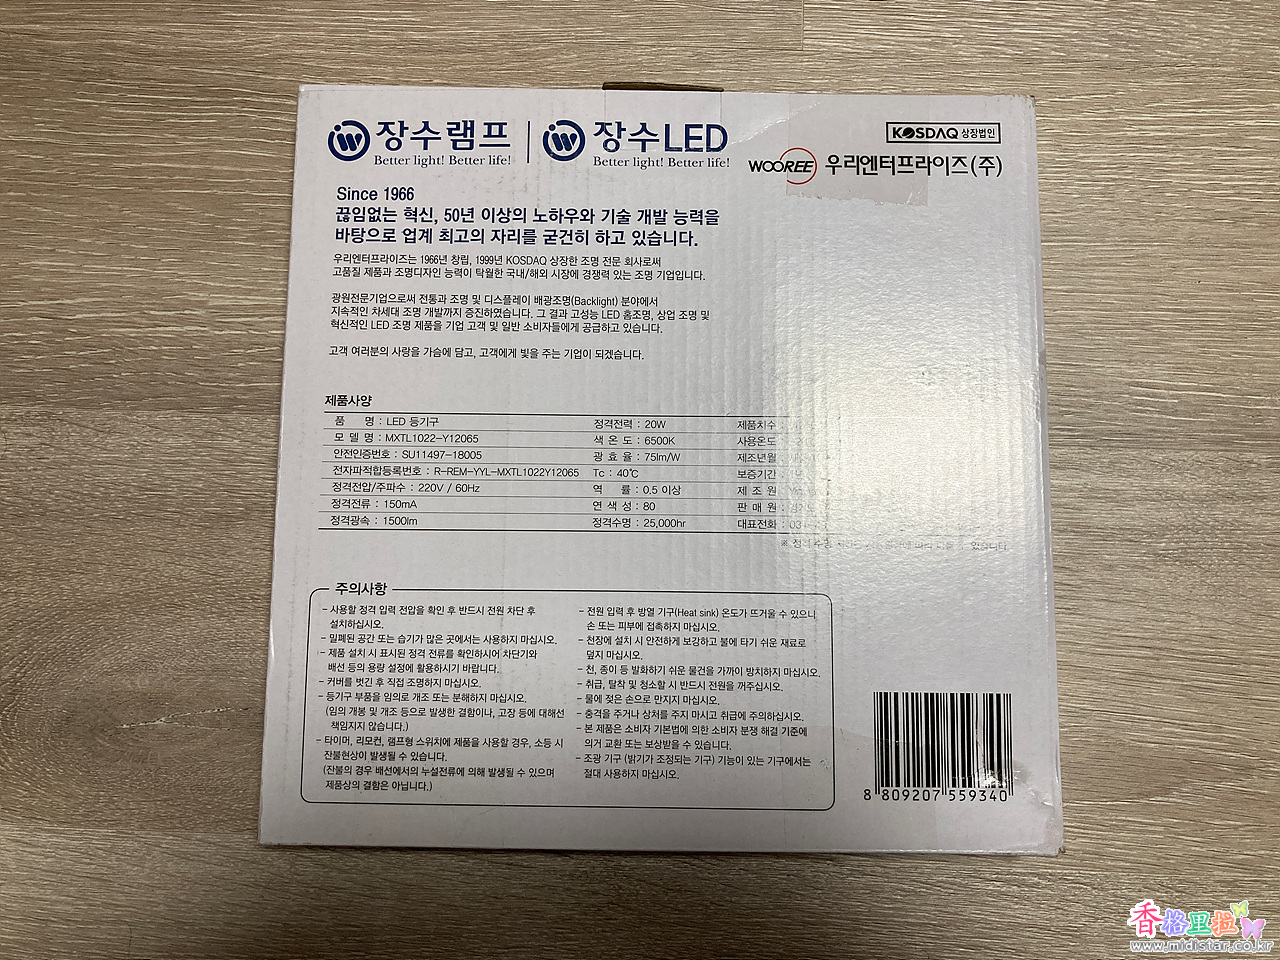 장수램프
Better light! Better life!
장수LED
Better light! Better life!
KOSDAQ 상장법인
WOOREE 우리엔터프라이즈(주)
Since 1966
끊임없는 혁신, 50년 이상의 노하우와 기술 개발 능력을
바탕으로 업계 최고의 자리를 굳건히 하고 있습니다.
우리엔터프라이즈는 1966년 창립, 1999년 KOSDAQ 상장한 조명 전문 회사로써
고품질 제품과 조명디자인 능력이 탁월한 국내/해외 시장에 경쟁력 있는 조명 기업입니다.
광원전문기업으로써 전통과 조명 및 디스플레이 배광조명(Backlight) 분야에서
지속적인 차세대 조명 개발까지 증진하였습니다. 그 결과 고성능 LED 홈조명, 상업 조명 및
혁신적인 LED 조명 제품을 기업 고객 및 일반 소비자들에게 공급하고 있습니다.
고객 여러분의 사랑을 가슴에 담고, 고객에게 빛을 주는 기업이 되겠습니다.
제품사양
품 명 : LED 등기구
모 델 명 : MXTL1022-Y12065
안전인증번호 : SU11497-18005
전자파적합등록번호 : R-REM-YYL-MXTL1022Y12065
정격전압/주파수 : 220V / 60Hz
정격전류 : 150mA
정격광속 : 1500lm
정격전력 : 20W
색 온 도 : 6500K
광 효 율 : 75lm/W
Tc : 40℃
역 률 : 0.5 이상
연 색 성 : 80
정격수명 : 25,000hr
제품치수 :
사용온도 :
제조년월 :
보증기간 :
제 조 원 :
판 매 원 :
대표전화 :
주의사항
- 사용할 정격 입력 전압을 확인 후 반드시 전원 차단 후
설치하십시오.
- 밀폐된 공간 또는 습기가 많은 곳에서는 사용하지 마십시오.
- 제품 설치 시 표시된 정격 전류를 확인하시어 차단기와
배선 등의 용량 설정에 활용하시기 바랍니다.
- 커버를 벗긴 후 직접 조명하지 마십시오.
- 등기구 부품을 임의로 개조 또는 분해하지 마십시오.
(임의 개봉 및 개조 등으로 발생한 결함이나, 고장 등에 대해선
책임지지 않습니다.)
- 타이머, 리모컨, 램프형 스위치에 제품을 사용할 경우, 소등 시
잔불현상이 발생될 수 있습니다.
(잔불의 경우 배선에서의 누설전류에 의해 발생될 수 있으며
제품상의 결함은 아닙니다.)
- 전원 입력 후 방열 기구(Heat sink) 온도가 뜨거울 수 있으니
손 또는 피부에 접촉하지 마십시오.
- 천장에 설치 시 안전하게 보강하고 불에 타기 쉬운 재료로
덮지 마십시오.
- 천, 종이 등 발화하기 쉬운 물건을 가까이 방치하지 마십시오.
- 취급, 탈착 및 청소할 시 반드시 전원을 꺼주십시오.
- 물에 젖은 손으로 만지지 마십시오.
- 충격을 주거나 상처를 주지 마시고 취급에 주의하십시오.
- 본 제품은 소비자 기본법에 의한 소비자 분쟁 해결 기준에
의거 교환 또는 보상받을 수 있습니다.
- 조광 기구 (밝기가 조정되는 기구) 기능이 있는 기구에서는
절대 사용하지 마십시오.
8 809207 559340
香格里拉
www.midistar.co.kr